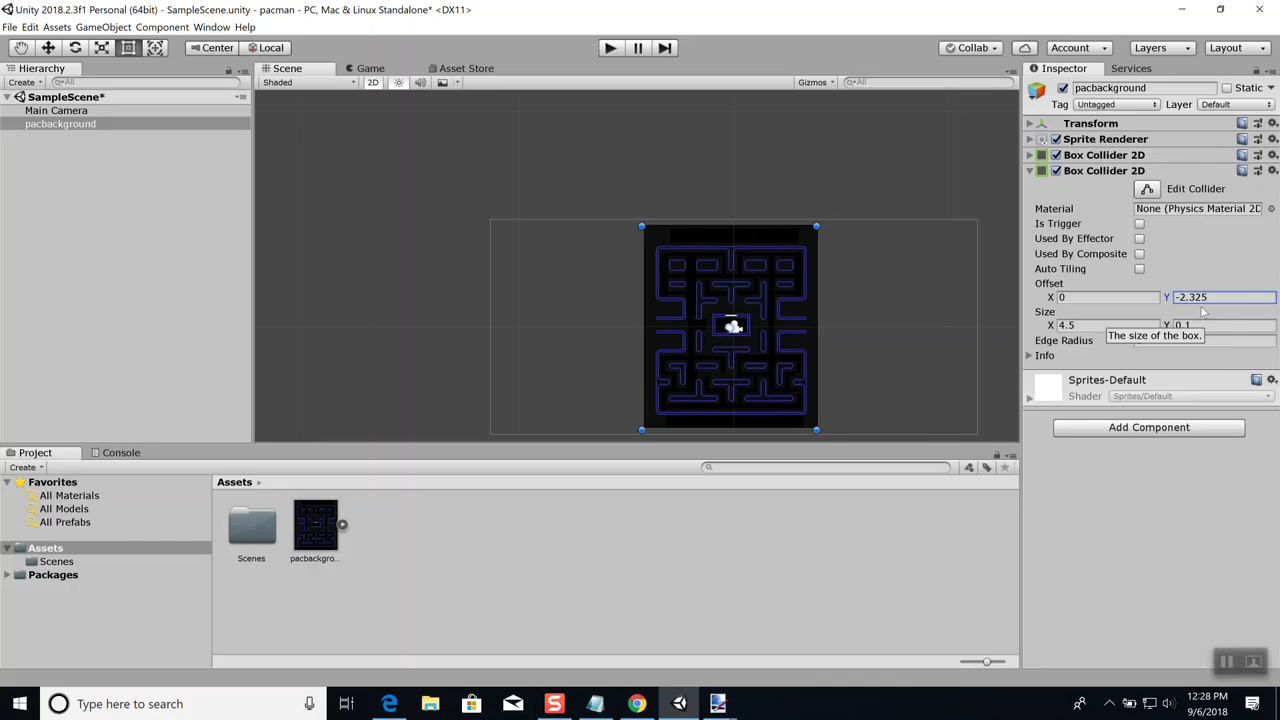 Unity 2018.2.3f1 Personal (64bit) - SampleScene.unity - pacman - PC, Mac & Linux Standalone* <DX11>
File Edit Assets GameObject Component Window Help
Center Local Collab Account Layers Layout
Hierarchy Scene Game Asset Store Inspector Services
Create All Shaded 2D Gizmos All pacbackground Static
SampleScene*
Tag Untagged Layer Default
Main Camera
pacbackground
Transform
Sprite Renderer
Box Collider 2D
Box Collider 2D
Edit Collider
Material None (Physics Material 2D
Is Trigger
Used By Effector
Used By Composite
Auto Tiling
Offset
X 0 Y -2.325
Size
X 4.5 Y 0.1
The size of the box.
Edge Radius
Info
Sprites-Default
Shader Sprites/Default
Add Component
Project Console
Create
Favorites
All Materials
All Models
All Prefabs
Assets
Scenes
Packages
Assets
Scenes
pacbackgro...
Type here to search
12:28 PM
9/6/2018